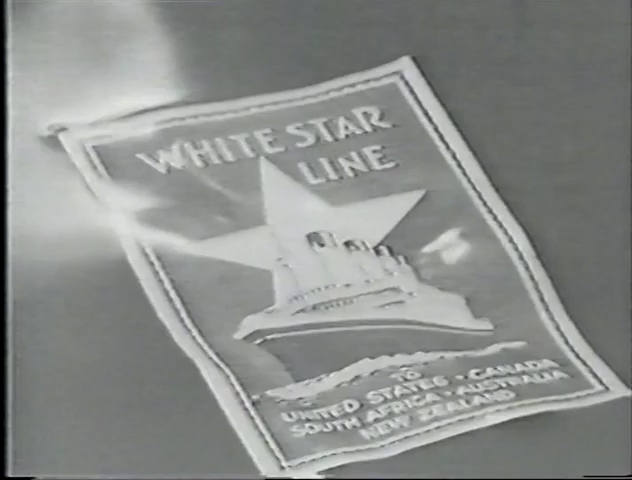 WHITE STAR
LINE
TO
UNITED STATES • CANADA
SOUTH AFRICA • AUSTRALIA
NEW ZEALAND